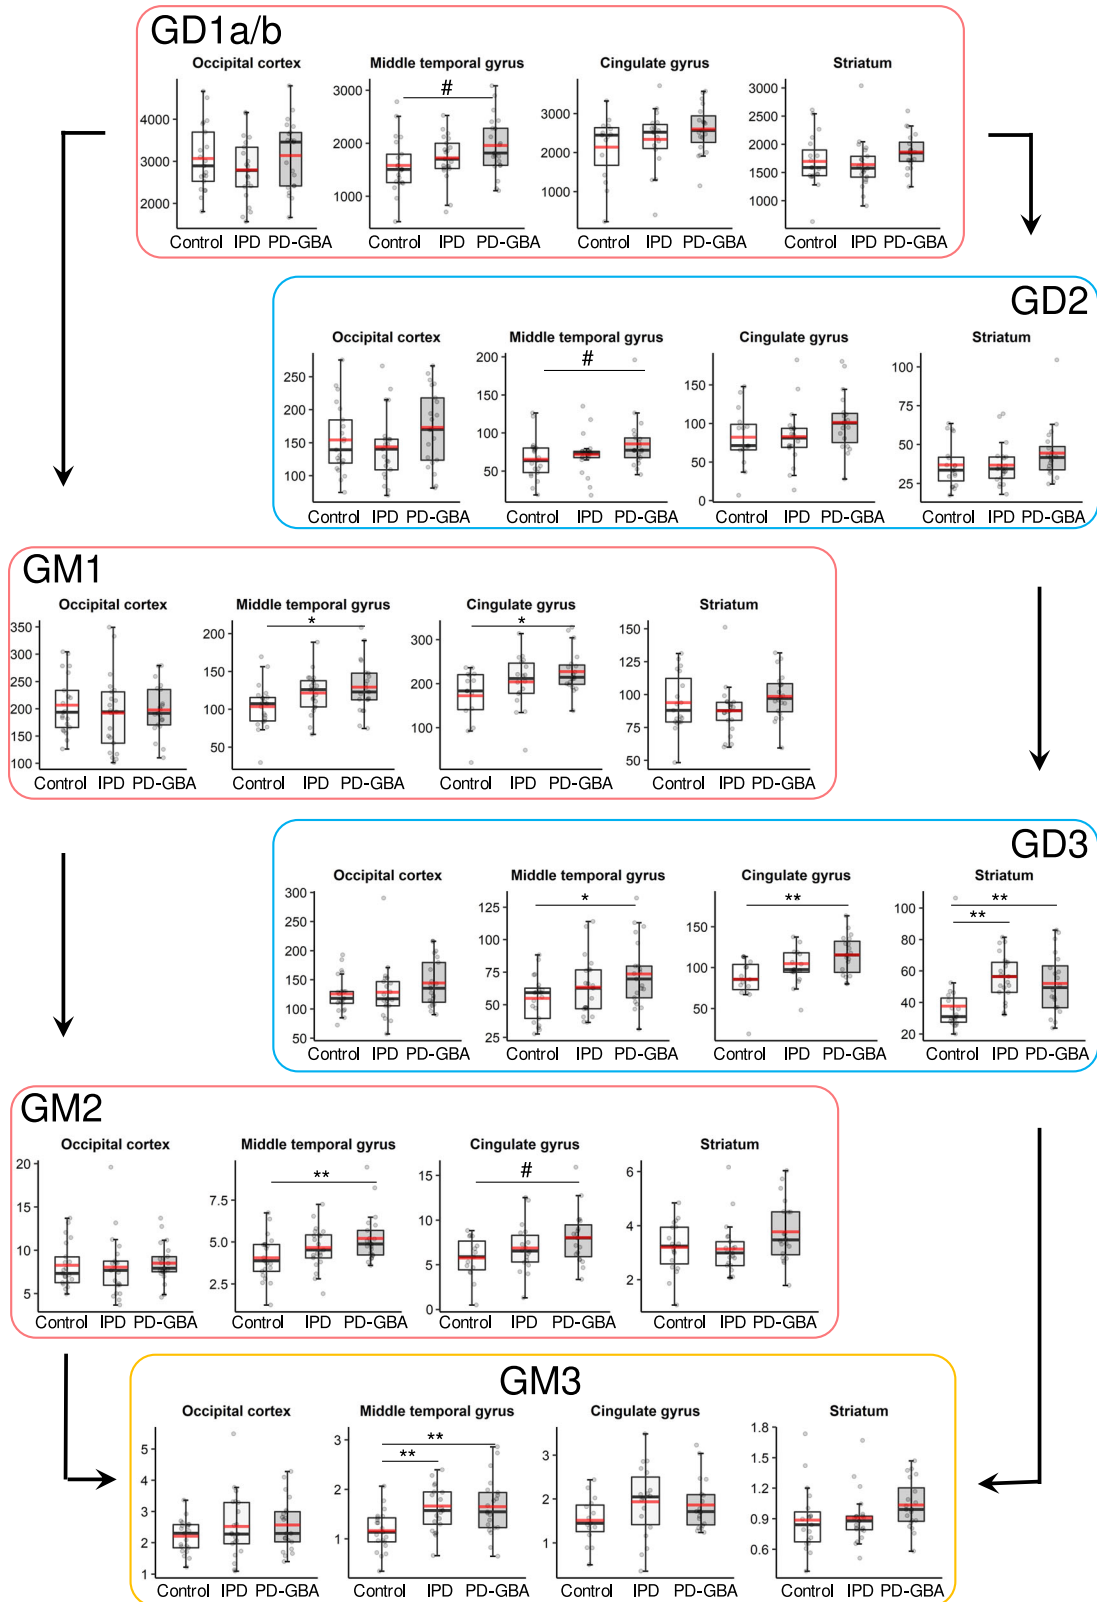 GD1a/b
Occipital cortex Middle temporal gyrus Cingulate gyrus Striatum
#
4000 3000 2000
3000 2000 1000
3000 2000 1000
3000 2500 2000 1500 1000
Control IPD PD-GBA Control IPD PD-GBA Control IPD PD-GBA Control IPD PD-GBA
GD2
Occipital cortex Middle temporal gyrus Cingulate gyrus Striatum
#
250 200 150 100
200 150 100 50
150 100 50 0
100 75 50 25
Control IPD PD-GBA Control IPD PD-GBA Control IPD PD-GBA Control IPD PD-GBA
GM1
Occipital cortex Middle temporal gyrus Cingulate gyrus Striatum
* *
350 300 250 200 150 100
200 150 100 50
300 200 100
150 125 100 75 50
Control IPD PD-GBA Control IPD PD-GBA Control IPD PD-GBA Control IPD PD-GBA
GD3
Occipital cortex Middle temporal gyrus Cingulate gyrus Striatum
* ** ** **
300 250 200 150 100 50
125 100 75 50 25
150 100 50 0
100 80 60 40 20
Control IPD PD-GBA Control IPD PD-GBA Control IPD PD-GBA Control IPD PD-GBA
GM2
Occipital cortex Middle temporal gyrus Cingulate gyrus Striatum
** #
20 15 10 5
7.5 5.0 2.5
15 10 5 0
6 4 2
Control IPD PD-GBA Control IPD PD-GBA Control IPD PD-GBA Control IPD PD-GBA
GM3
Occipital cortex Middle temporal gyrus Cingulate gyrus Striatum
** **
5 4 3 2 1
3 2 1
3 2 1
1.8 1.5 1.2 0.9 0.6
Control IPD PD-GBA Control IPD PD-GBA Control IPD PD-GBA Control IPD PD-GBA